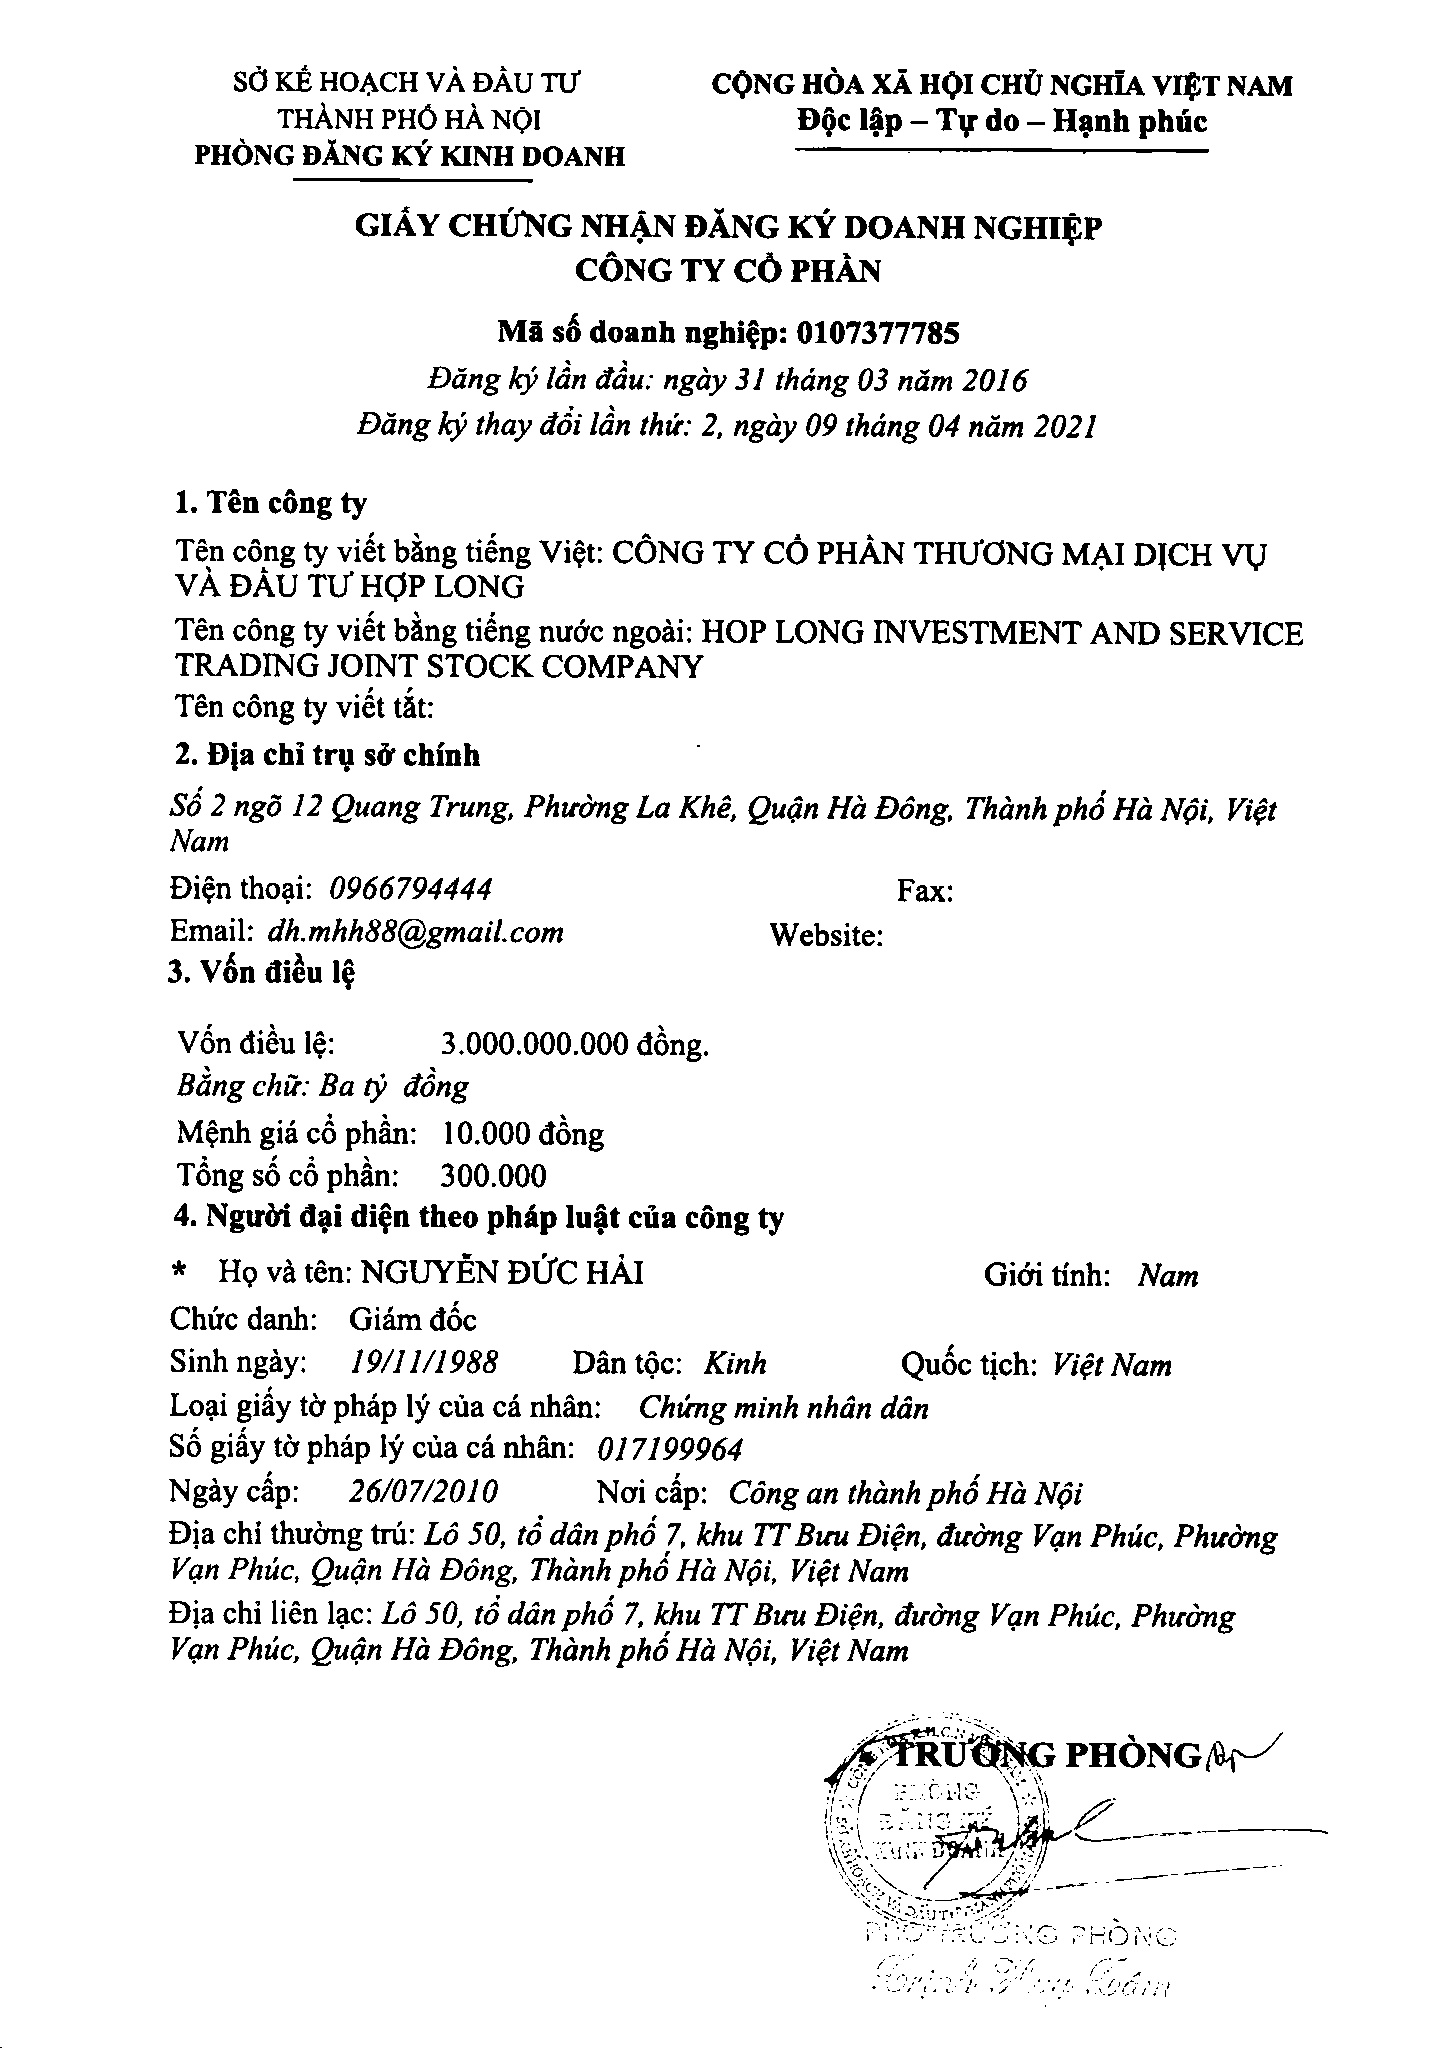 SỞ KẾ HOẠCH VÀ ĐẦU TƯ
THÀNH PHỐ HÀ NỘI
PHÒNG ĐĂNG KÝ KINH DOANH
CỘNG HÒA XÃ HỘI CHỦ NGHĨA VIỆT NAM
Độc lập – Tự do – Hạnh phúc
GIẤY CHỨNG NHẬN ĐĂNG KÝ DOANH NGHIỆP
CÔNG TY CỔ PHẦN
Mã số doanh nghiệp: 0107377785
Đăng ký lần đầu: ngày 31 tháng 03 năm 2016
Đăng ký thay đổi lần thứ: 2, ngày 09 tháng 04 năm 2021
1. Tên công ty
Tên công ty viết bằng tiếng Việt: CÔNG TY CỔ PHẦN THƯƠNG MẠI DỊCH VỤ
VÀ ĐẦU TƯ HỢP LONG
Tên công ty viết bằng tiếng nước ngoài: HOP LONG INVESTMENT AND SERVICE
TRADING JOINT STOCK COMPANY
Tên công ty viết tắt:
2. Địa chỉ trụ sở chính
Số 2 ngõ 12 Quang Trung, Phường La Khê, Quận Hà Đông, Thành phố Hà Nội, Việt
Nam
Điện thoại: 0966794444 Fax:
Email: dh.mhh88@gmail.com Website:
3. Vốn điều lệ
Vốn điều lệ: 3.000.000.000 đồng.
Bằng chữ: Ba tỷ đồng
Mệnh giá cổ phần: 10.000 đồng
Tổng số cổ phần: 300.000
4. Người đại diện theo pháp luật của công ty
* Họ và tên: NGUYỄN ĐỨC HẢI Giới tính: Nam
Chức danh: Giám đốc
Sinh ngày: 19/11/1988 Dân tộc: Kinh Quốc tịch: Việt Nam
Loại giấy tờ pháp lý của cá nhân: Chứng minh nhân dân
Số giấy tờ pháp lý của cá nhân: 017199964
Ngày cấp: 26/07/2010 Nơi cấp: Công an thành phố Hà Nội
Địa chỉ thường trú: Lô 50, tổ dân phố 7, khu TT Bưu Điện, đường Vạn Phúc, Phường
Vạn Phúc, Quận Hà Đông, Thành phố Hà Nội, Việt Nam
Địa chỉ liên lạc: Lô 50, tổ dân phố 7, khu TT Bưu Điện, đường Vạn Phúc, Phường
Vạn Phúc, Quận Hà Đông, Thành phố Hà Nội, Việt Nam
TRƯỞNG PHÒNG
PHÒNG
ĐĂNG KÝ
KINH DOANH
PHÓ TRƯỞNG PHÒNG
Trịnh Huy Tâm